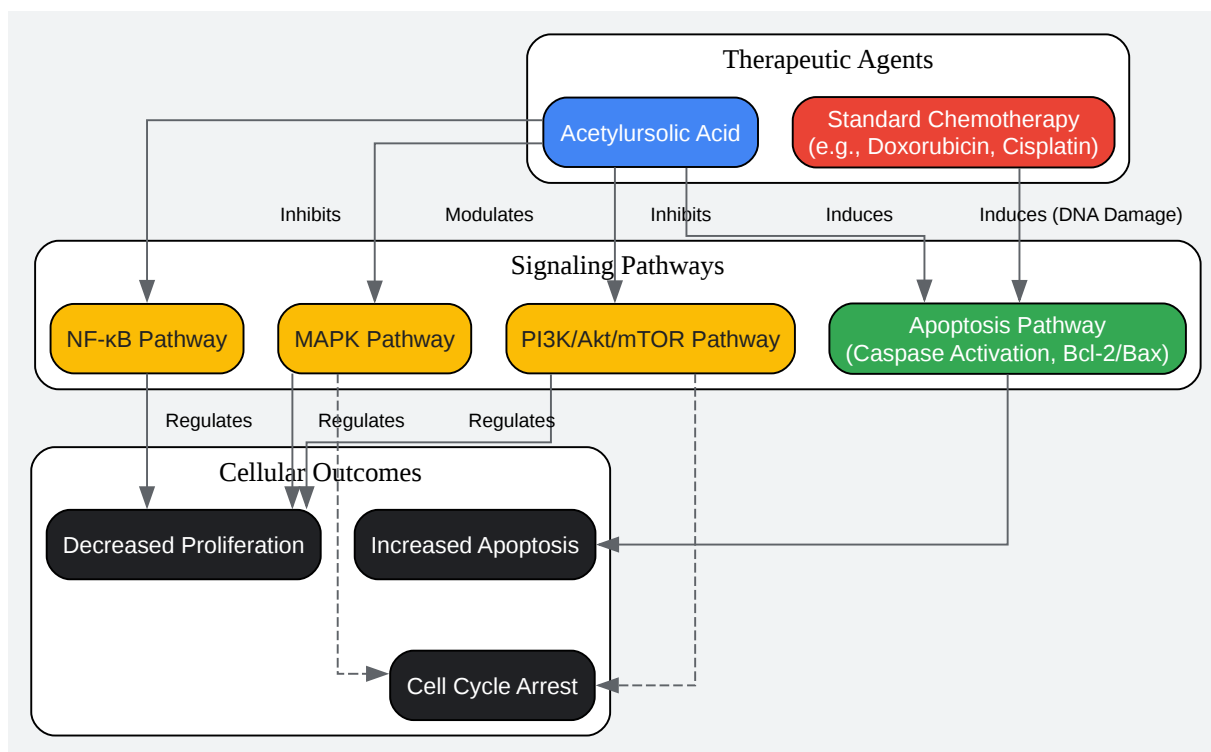 Therapeutic Agents
Acetylursolic Acid
Standard Chemotherapy
(e.g., Doxorubicin, Cisplatin)
Inhibits
Modulates
Inhibits
Induces
Induces (DNA Damage)
Signaling Pathways
NF-κB Pathway
MAPK Pathway
PI3K/Akt/mTOR Pathway
Apoptosis Pathway
(Caspase Activation, Bcl-2/Bax)
Regulates
Regulates
Regulates
Cellular Outcomes
Decreased Proliferation
Increased Apoptosis
Cell Cycle Arrest